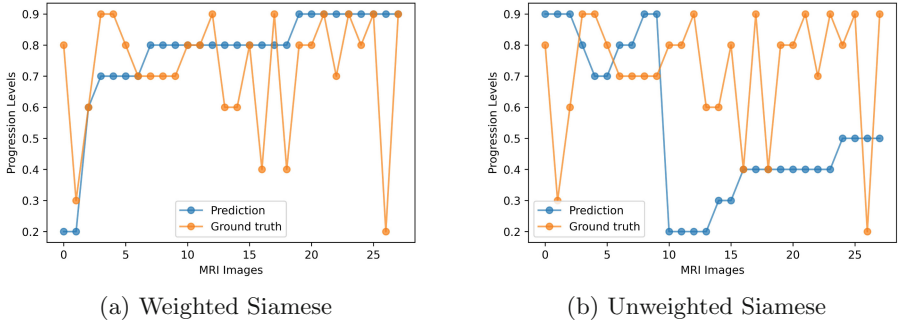 0.9
0.8
0.7
0.6
0.5
0.4
0.3
0.2
Progression Levels
Prediction
Ground truth
0 5 10 15 20 25
MRI Images
(a) Weighted Siamese
0.9
0.8
0.7
0.6
0.5
0.4
0.3
0.2
Progression Levels
Prediction
Ground truth
0 5 10 15 20 25
MRI Images
(b) Unweighted Siamese